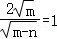 2√m / √(m-n) = 1